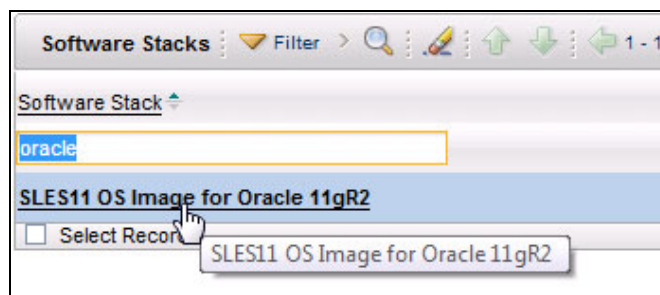 Software Stacks Filter 1 - 1
Software Stack
oracle
SLES11 OS Image for Oracle 11gR2
Select Recor
SLES11 OS Image for Oracle 11gR2